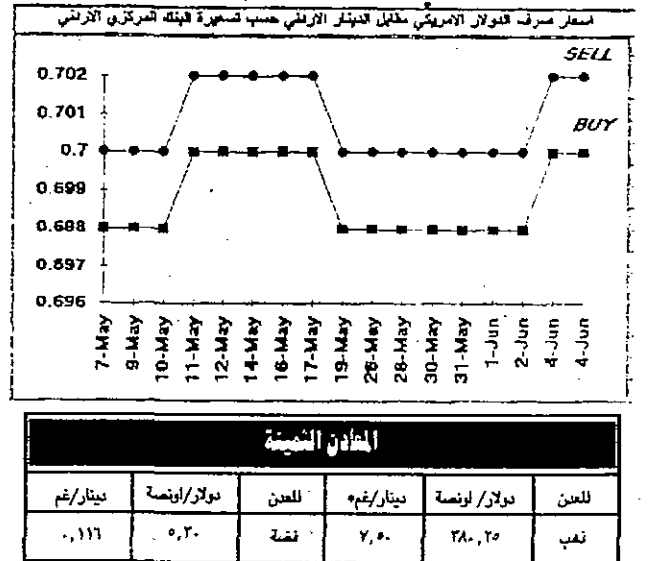 اسعار صرف الدولار الامريكي مقابل الدينار الاردني حسب تسعيرة البنك المركزي الاردني
SELL
0.702
0.701
BUY
0.7
0.699
0.698
0.697
0.696
7-May 9-May 10-May 11-May 12-May 14-May 16-May 17-May 19-May 26-May 28-May 30-May 31-May 1-Jun 2-Jun 4-Jun 4-Jun
المعادن الثمينة
المعدن دولار/ اونصة دينار/غم* المعدن دولار/اونصة دينار/غم
ذهب ٣٨٠,٢٥ ٧,٥٠ فضة ٥,٣٠ ٠,١١٦